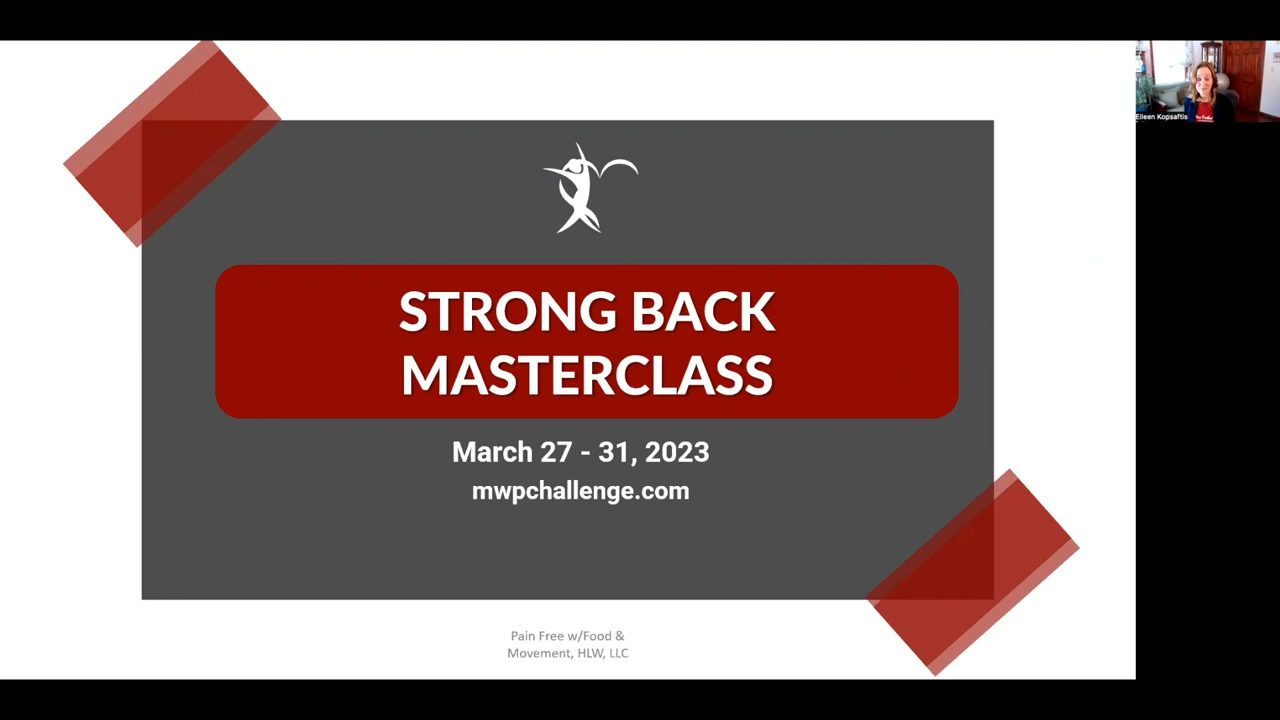 STRONG BACK
MASTERCLASS
March 27 - 31, 2023
mwpchallenge.com
Pain Free w/Food &
Movement, HLW, LLC
Eileen Kopsaftis